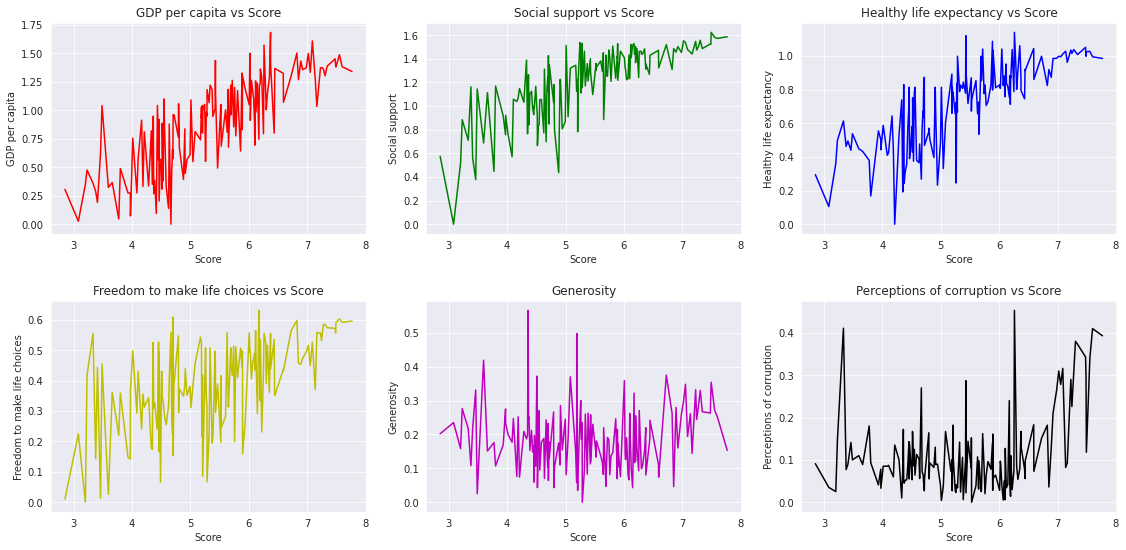 GDP per capita vs Score
GDP per capita
1.75
1.50
1.25
1.00
0.75
0.50
0.25
0.00
3 4 5 6 7 8
Score
Social support vs Score
Social support
1.6
1.4
1.2
1.0
0.8
0.6
0.4
0.2
0.0
3 4 5 6 7 8
Score
Healthy life expectancy vs Score
Healthy life expectancy
1.0
0.8
0.6
0.4
0.2
0.0
3 4 5 6 7 8
Score
Freedom to make life choices vs Score
Freedom to make life choices
0.6
0.5
0.4
0.3
0.2
0.1
0.0
3 4 5 6 7 8
Score
Generosity
Generosity
0.5
0.4
0.3
0.2
0.1
0.0
3 4 5 6 7 8
Score
Perceptions of corruption vs Score
Perceptions of corruption
0.4
0.3
0.2
0.1
0.0
3 4 5 6 7 8
Score